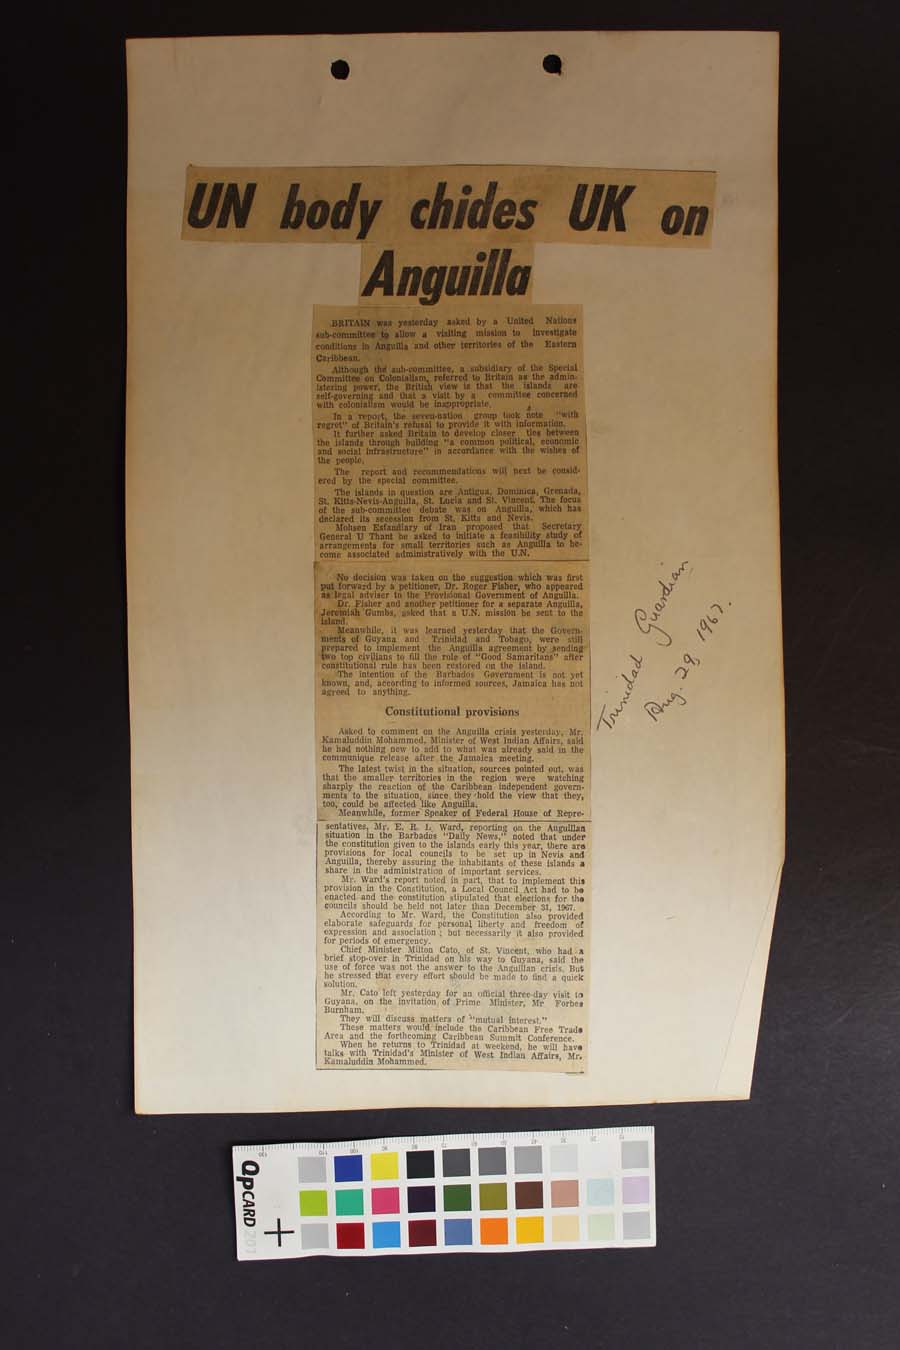 UN body chides UK on
Anguilla
BRITAIN was yesterday asked by a United Nations
sub-committee to allow a visiting mission to investigate
conditions in Anguilla and other territories of the Eastern
Caribbean.
Although the sub-committee, a subsidiary of the Special
Committee on Colonialism, referred to Britain as the admin-
istering power, the British view is that the islands are
self-governing and that a visit by a committee concerned
with colonialism would be inappropriate.
In a report, the seven-nation group took note "with
regret" of Britain's refusal to provide it with information.
It further asked Britain to develop closer ties between
the islands through building "a common political, economic
and social infrastructure" in accordance with the wishes of
the people.
The report and recommendations will next be consid-
ered by the special committee.
The islands in question are Antigua, Dominica, Grenada,
St. Kitts-Nevis-Anguilla, St. Lucia and St. Vincent. The focus
of the sub-committee debate was on Anguilla, which has
declared its secession from St. Kitts and Nevis.
Mohsen Esfandiary of Iran proposed that Secretary
General U Thant be asked to initiate a feasibility study of
arrangements for small territories such as Anguilla to be-
come associated administratively with the U.N.
No decision was taken on the suggestion which was first
put forward by a petitioner, Dr. Roger Fisher, who appeared
as legal adviser to the Provisional Government of Anguilla.
Dr. Fisher and another petitioner for a separate Anguilla,
Jeremiah Gumbs, asked that a U.N. mission be sent to the
island.
Meanwhile, it was learned yesterday that the Govern-
ments of Guyana and Trinidad and Tobago, were still
prepared to implement the Anguilla agreement by sending
two top civilians to fill the role of "Good Samaritans" after
constitutional rule has been restored on the island.
The intention of the Barbados Government is not yet
known, and, according to informed sources, Jamaica has not
agreed to anything.
Constitutional provisions
Asked to comment on the Anguilla crisis yesterday, Mr.
Kamaluddin Mohammed, Minister of West Indian Affairs, said
he had nothing new to add to what was already said in the
communique release after the Jamaica meeting.
The latest twist in the situation, sources pointed out, was
that the smaller territories in the region were watching
sharply the reaction of the Caribbean independent govern-
ments to the situation, since they hold the view that they,
too, could be affected like Anguilla.
Meanwhile, former Speaker of Federal House of Repre-
sentatives, Mr. E. R. L. Ward, reporting on the Anguillan
situation in the Barbados "Daily News," noted that under
the constitution given to the islands early this year, there are
provisions for local councils to be set up in Nevis and
Anguilla, thereby assuring the inhabitants of these islands a
share in the administration of important services.
Mr. Ward's report noted in part, that to implement this
provision in the Constitution, a Local Council Act had to be
enacted and the constitution stipulated that elections for the
councils should be held not later than December 31, 1967.
According to Mr. Ward, the Constitution also provided
elaborate safeguards for personal liberty and freedom of
expression and association; but necessarily it also provided
for periods of emergency.
Chief Minister Milton Cato, of St. Vincent, who had a
brief stop-over in Trinidad on his way to Guyana, said the
use of force was not the answer to the Anguillan crisis. But
he stressed that every effort should be made to find a quick
solution.
Mr. Cato left yesterday for an official three-day visit to
Guyana, on the invitation of Prime Minister, Mr Forbes
Burnham.
They will discuss matters of "mutual interest."
These matters would include the Caribbean Free Trade
Area and the forthcoming Caribbean Summit Conference.
When he returns to Trinidad at weekend, he will have
talks with Trinidad's Minister of West Indian Affairs, Mr.
Kamaluddin Mohammed.
Trinidad Guardian
Aug. 29, 1967.
QPCARD 201